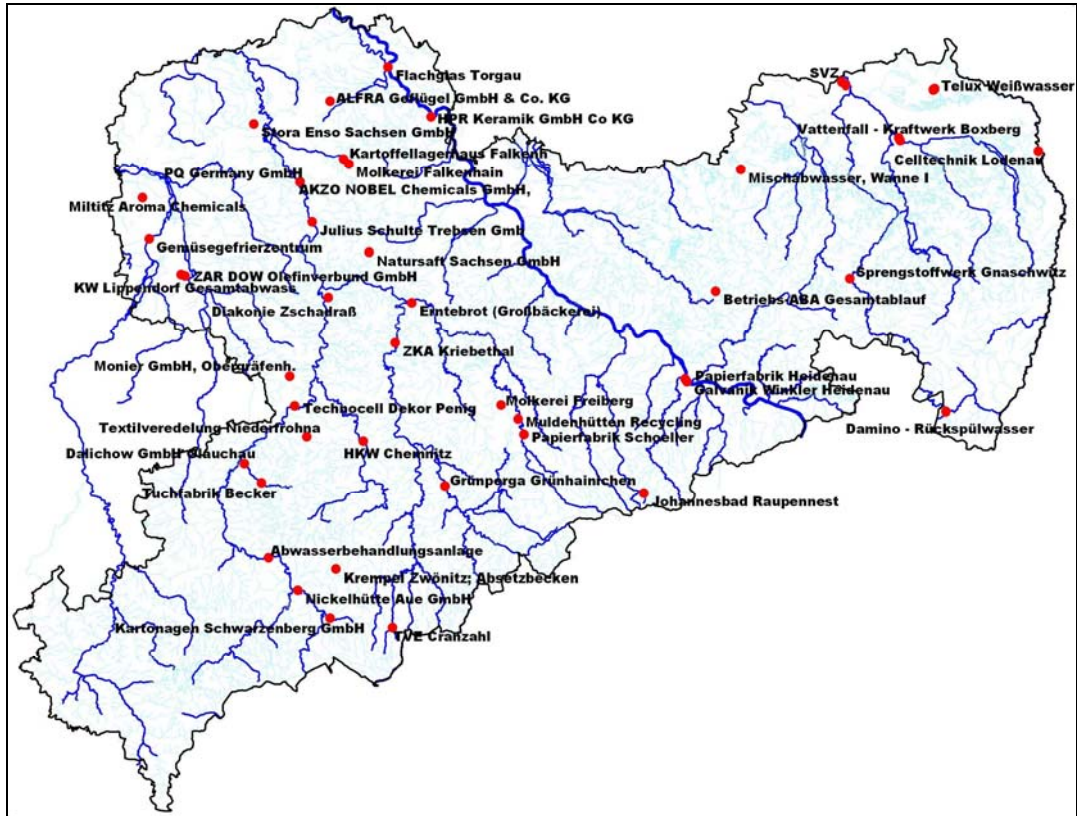 Flachglas Torgau
SVZ
Telux Weißwasser
ALFRA Geflügel GmbH & Co. KG
HPR Keramik GmbH Co KG
Stora Enso Sachsen GmbH
Vattenfall - Kraftwerk Boxberg
Kartoffellagerhaus Falkenh
Celltechnik Lodenau
Molkerei Falkenhain
PQ Germany GmbH
Mischabwasser, Wanne I
AKZO NOBEL Chemicals GmbH,
Miltitz Aroma Chemicals
Julius Schulte Trebsen Gmb
Gemüsegefrierzentrum
Natursaft Sachsen GmbH
ZAR DOW Olefinverbund GmbH
Sprengstoffwerk Gnaschwitz
KW Lippendorf Gesamtabwass
Betriebs ABA Gesamtablauf
Diakonie Zschadraß
Erntebrot (Großbäckerei)
ZKA Kriebethal
Monier GmbH, Obergräfenh.
Papierfabrik Heidenau
Galvanik Winkler Heidenau
Technocell Dekor Penig
Molkerei Freiberg
Muldenhütten Recycling
Textilveredelung Niederfrohna
Damino - Rückspülwasser
Papierfabrik Schoeller
Dalichow GmbH Glauchau
HKW Chemnitz
Grünperga Grünhainichen
Tuchfabrik Becker
Johannesbad Raupennest
Abwasserbehandlungsanlage
Krempel Zwönitz; Absetzbecken
Nickelhütte Aue GmbH
Kartonagen Schwarzenberg GmbH
TVE Cranzahl